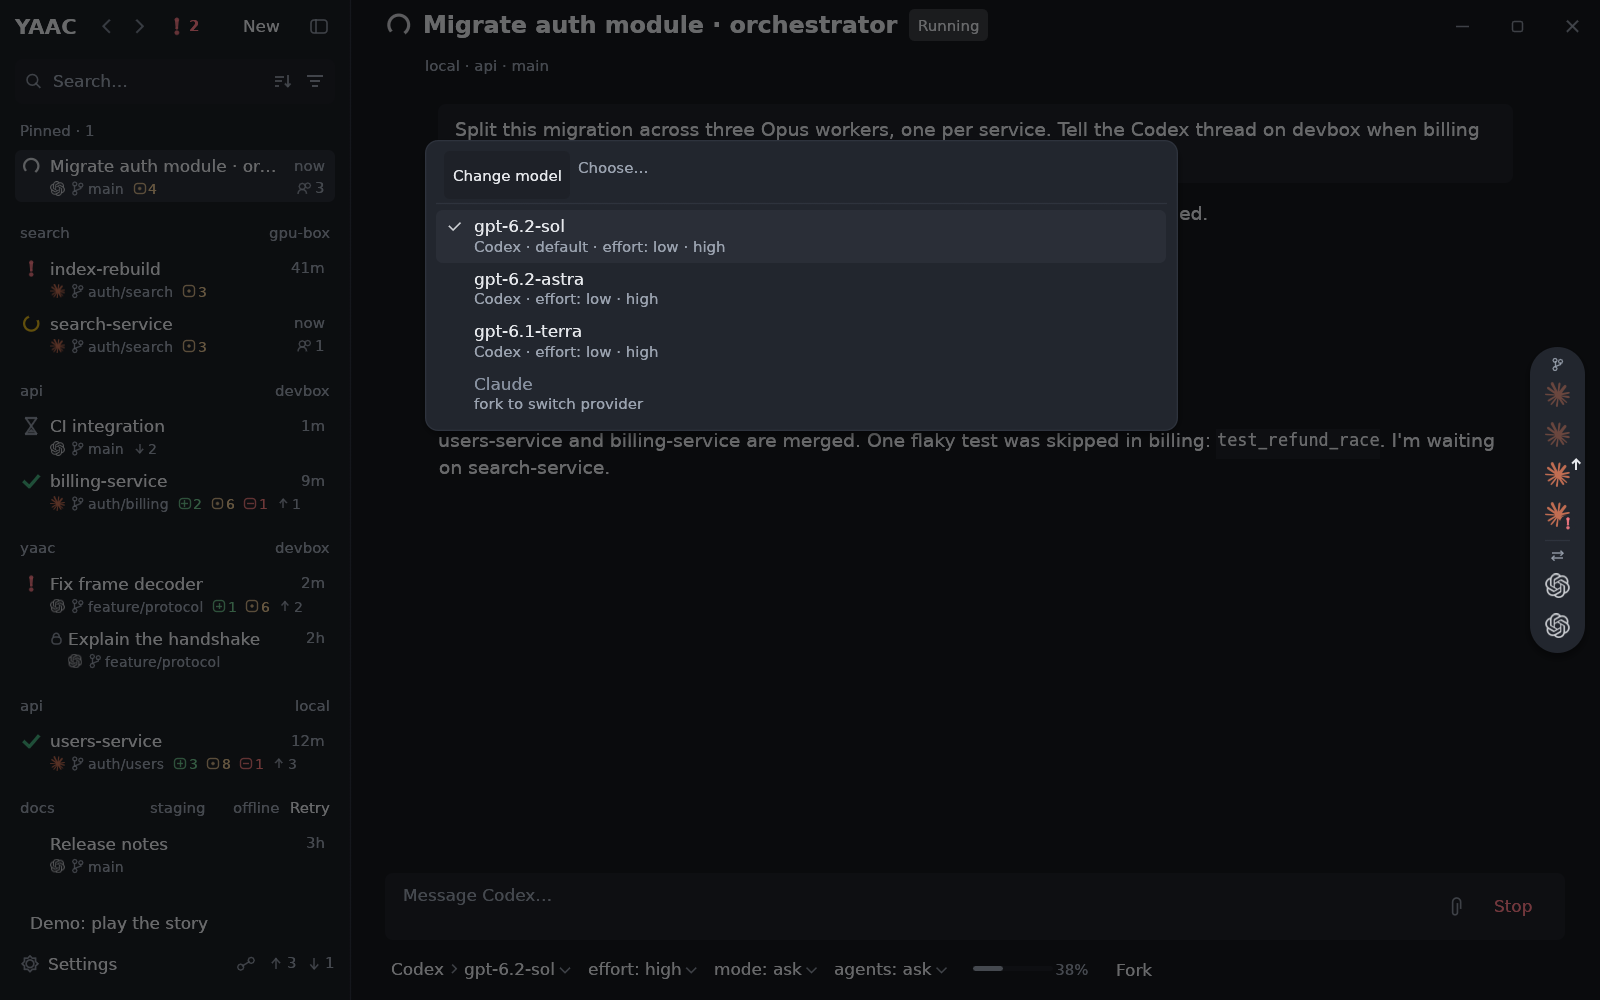 YAAC
2
New
Search...
Pinned · 1
Migrate auth module · or... now
main 4 3
search gpu-box
index-rebuild 41m
auth/search 3
search-service now
auth/search 3 1
api devbox
CI integration 1m
main ↓2
billing-service 9m
auth/billing 2 6 1 ↑1
yaac devbox
Fix frame decoder 2m
feature/protocol 1 6 ↑2
Explain the handshake 2h
feature/protocol
api local
users-service 12m
auth/users 3 8 1 ↑3
docs staging offline Retry
Release notes 3h
main
Demo: play the story
Settings ↑3 ↓1
Migrate auth module · orchestrator Running
local · api · main
Split this migration across three Opus workers, one per service. Tell the Codex thread on devbox when billing
Change model Choose...
ed.
gpt-6.2-sol
Codex · default · effort: low · high
gpt-6.2-astra
Codex · effort: low · high
gpt-6.1-terra
Codex · effort: low · high
Claude
fork to switch provider
users-service and billing-service are merged. One flaky test was skipped in billing: test_refund_race. I'm waiting
on search-service.
Message Codex...
Stop
Codex > gpt-6.2-sol effort: high mode: ask agents: ask 38% Fork